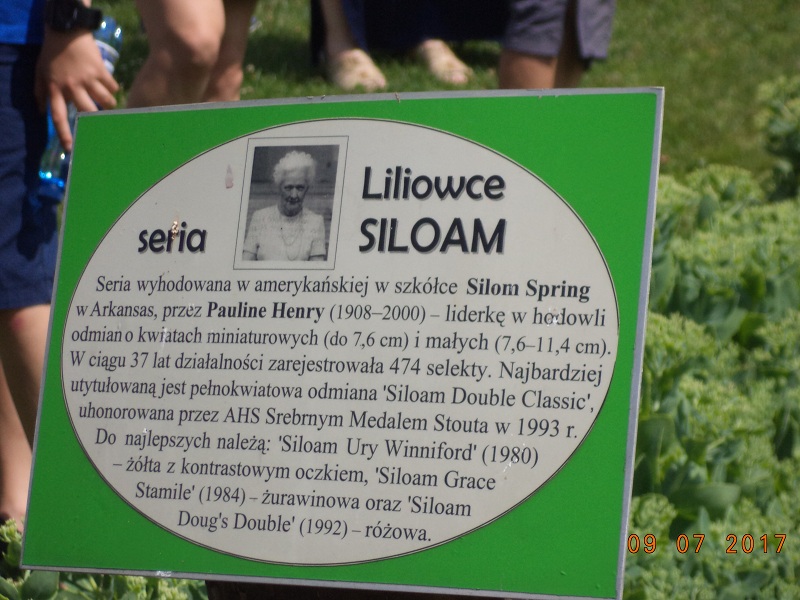 seria
Liliowce
SILOAM
Seria wyhodowana w amerykańskiej w szkółce Silom Spring
w Arkansas, przez Pauline Henry (1908–2000) – liderkę w hodowli
odmian o kwiatach miniaturowych (do 7,6 cm) i małych (7,6–11,4 cm).
W ciągu 37 lat działalności zarejestrowała 474 selekty. Najbardziej
utytułowaną jest pełnokwiatowa odmiana 'Siloam Double Classic',
uhonorowana przez AHS Srebrnym Medalem Stouta w 1993 r.
Do najlepszych należą: 'Siloam Ury Winniford' (1980)
– żółta z kontrastowym oczkiem, 'Siloam Grace
Stamile' (1984) – żurawinowa oraz 'Siloam
Doug's Double' (1992) – różowa.
09 07 2017